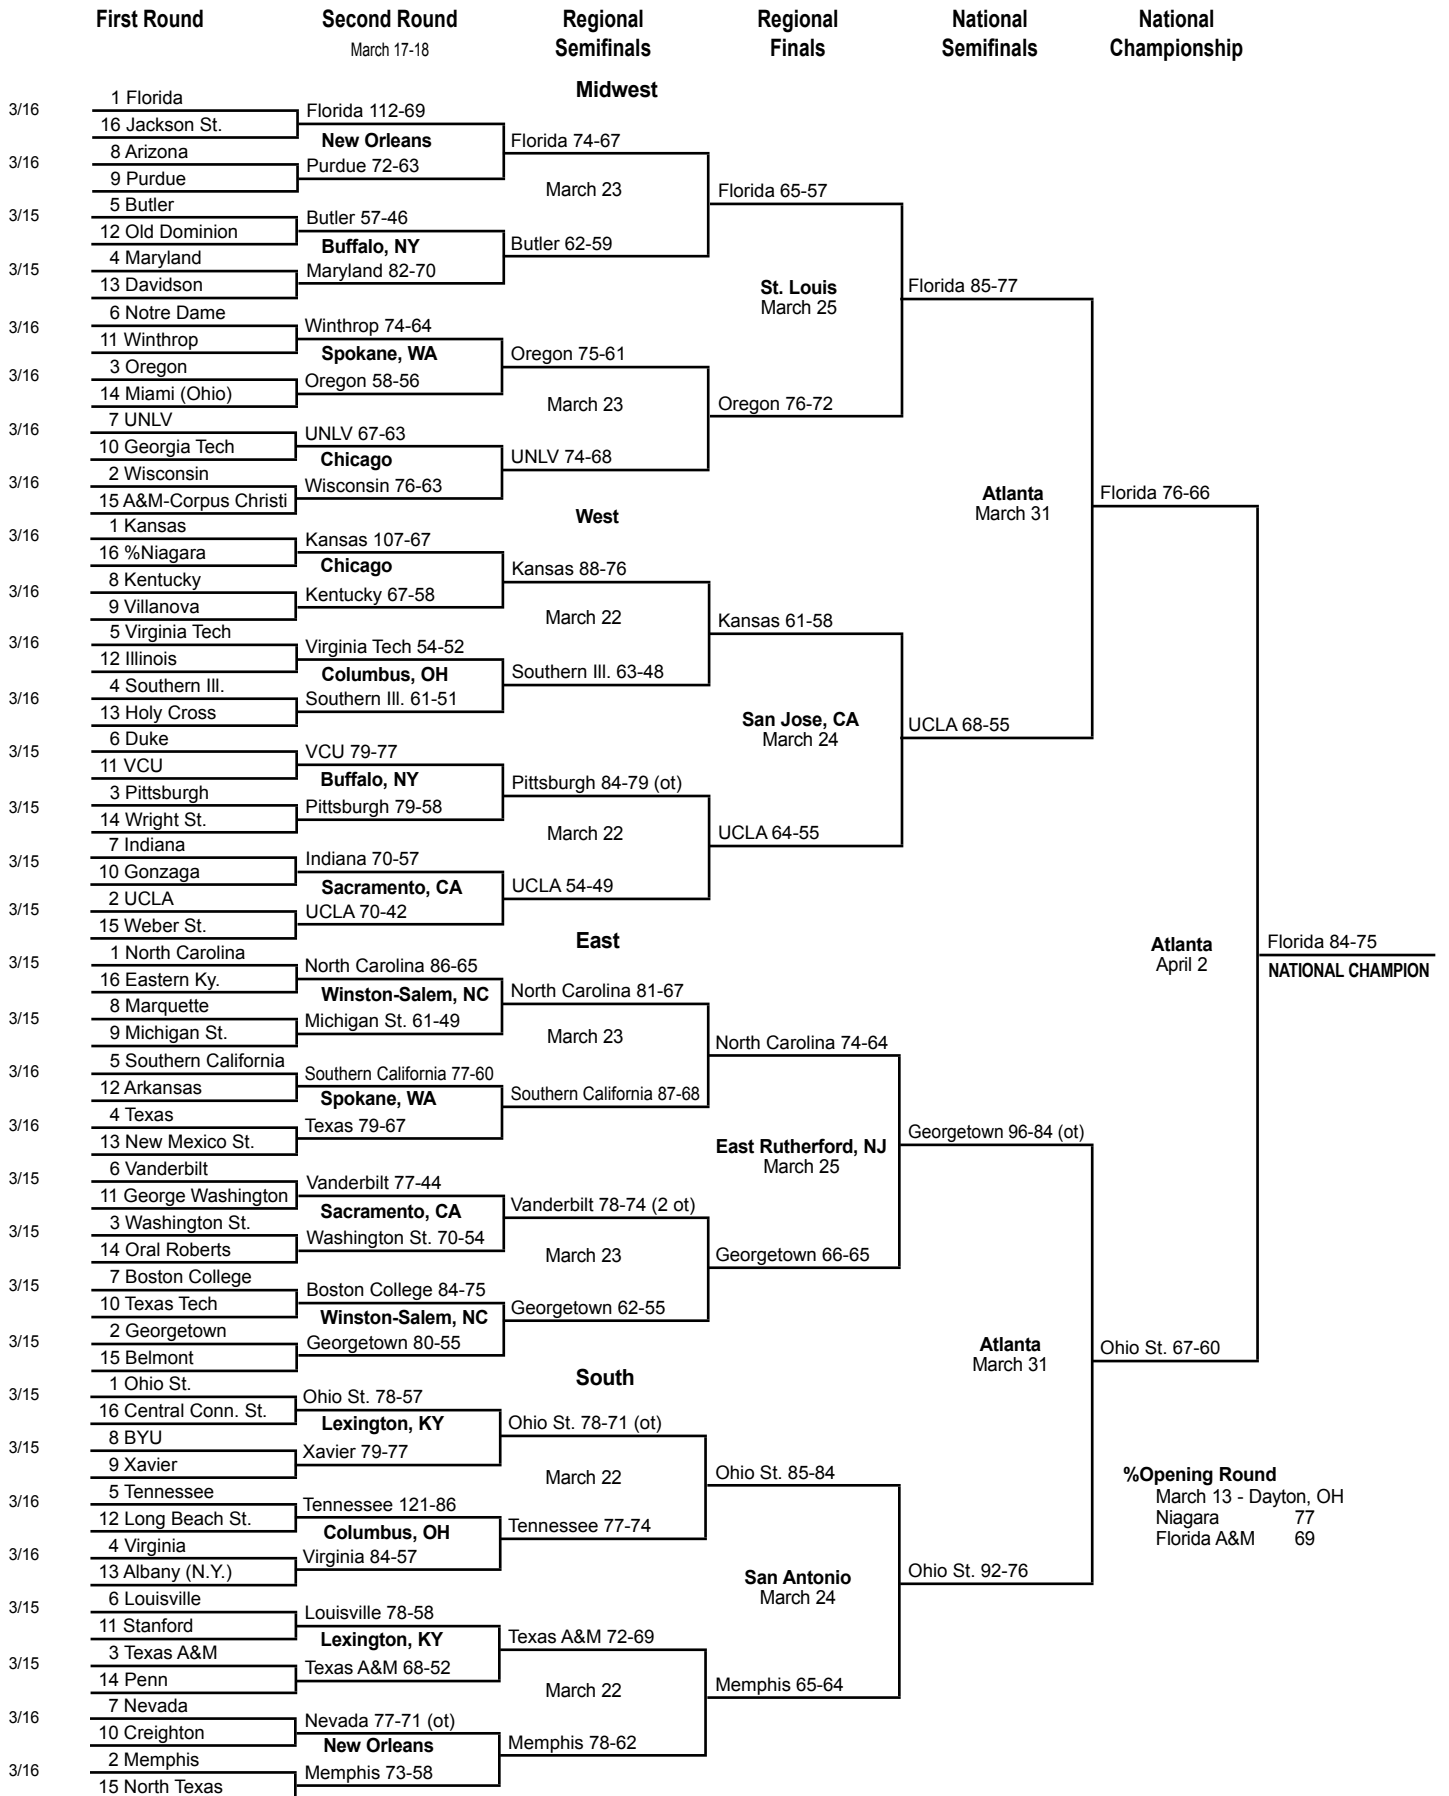 First Round
Second Round
March 17-18
Regional
Semifinals
Regional
Finals
National
Semifinals
National
Championship
Midwest
3/16
1 Florida
16 Jackson St.
3/16
8 Arizona
9 Purdue
3/15
5 Butler
12 Old Dominion
3/15
4 Maryland
13 Davidson
3/16
6 Notre Dame
11 Winthrop
3/16
3 Oregon
14 Miami (Ohio)
3/16
7 UNLV
10 Georgia Tech
3/16
2 Wisconsin
15 A&M-Corpus Christi
Florida 112-69
New Orleans
Purdue 72-63
Butler 57-46
Buffalo, NY
Maryland 82-70
Winthrop 74-64
Spokane, WA
Oregon 58-56
UNLV 67-63
Chicago
Wisconsin 76-63
Florida 74-67
March 23
Butler 62-59
Oregon 75-61
March 23
UNLV 74-68
Florida 65-57
St. Louis
March 25
Oregon 76-72
Florida 85-77
West
3/16
1 Kansas
16 %Niagara
3/16
8 Kentucky
9 Villanova
3/16
5 Virginia Tech
12 Illinois
3/16
4 Southern Ill.
13 Holy Cross
3/15
6 Duke
11 VCU
3/15
3 Pittsburgh
14 Wright St.
3/15
7 Indiana
10 Gonzaga
3/15
2 UCLA
15 Weber St.
Kansas 107-67
Chicago
Kentucky 67-58
Virginia Tech 54-52
Columbus, OH
Southern Ill. 61-51
VCU 79-77
Buffalo, NY
Pittsburgh 79-58
Indiana 70-57
Sacramento, CA
UCLA 70-42
Kansas 88-76
March 22
Southern Ill. 63-48
Pittsburgh 84-79 (ot)
March 22
UCLA 54-49
Kansas 61-58
San Jose, CA
March 24
UCLA 64-55
UCLA 68-55
Atlanta
March 31
Florida 76-66
East
3/15
1 North Carolina
16 Eastern Ky.
3/15
8 Marquette
9 Michigan St.
3/16
5 Southern California
12 Arkansas
3/16
4 Texas
13 New Mexico St.
3/15
6 Vanderbilt
11 George Washington
3/15
3 Washington St.
14 Oral Roberts
3/15
7 Boston College
10 Texas Tech
3/15
2 Georgetown
15 Belmont
North Carolina 86-65
Winston-Salem, NC
Michigan St. 61-49
Southern California 77-60
Spokane, WA
Texas 79-67
Vanderbilt 77-44
Sacramento, CA
Washington St. 70-54
Boston College 84-75
Winston-Salem, NC
Georgetown 80-55
North Carolina 81-67
March 23
Southern California 87-68
Vanderbilt 78-74 (2 ot)
March 23
Georgetown 62-55
North Carolina 74-64
East Rutherford, NJ
March 25
Georgetown 66-65
Georgetown 96-84 (ot)
South
3/15
1 Ohio St.
16 Central Conn. St.
3/15
8 BYU
9 Xavier
3/16
5 Tennessee
12 Long Beach St.
3/16
4 Virginia
13 Albany (N.Y.)
3/15
6 Louisville
11 Stanford
3/15
3 Texas A&M
14 Penn
3/16
7 Nevada
10 Creighton
3/16
2 Memphis
15 North Texas
Ohio St. 78-57
Lexington, KY
Xavier 79-77
Tennessee 121-86
Columbus, OH
Virginia 84-57
Louisville 78-58
Lexington, KY
Texas A&M 68-52
Nevada 77-71 (ot)
New Orleans
Memphis 73-58
Ohio St. 78-71 (ot)
March 22
Tennessee 77-74
Texas A&M 72-69
March 22
Memphis 78-62
Ohio St. 85-84
San Antonio
March 24
Memphis 65-64
Ohio St. 92-76
Atlanta
March 31
Ohio St. 67-60
Atlanta
April 2
Florida 84-75
NATIONAL CHAMPION
%Opening Round
March 13 - Dayton, OH
Niagara 77
Florida A&M 69